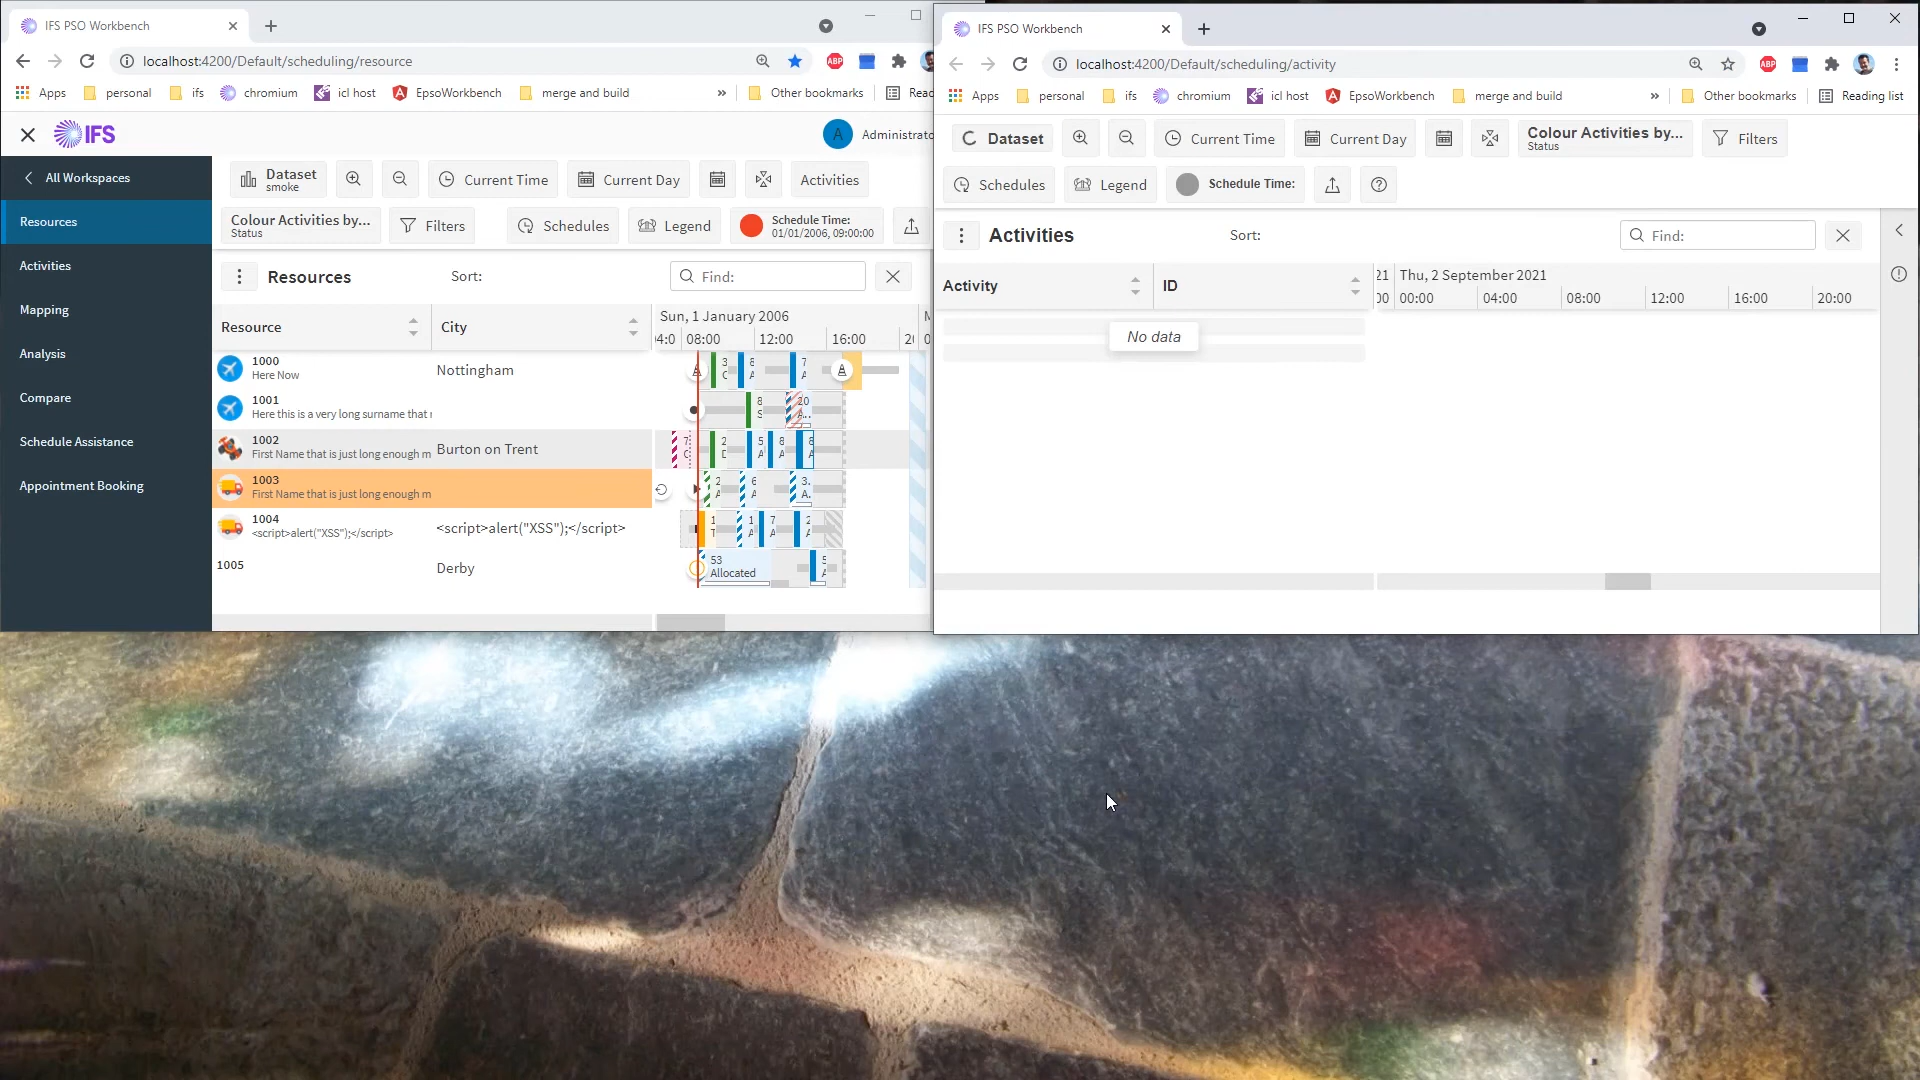 IFS PSO Workbench
localhost:4200/Default/scheduling/resource
ABP
Apps
personal
ifs
chromium
icl host
EpsoWorkbench
merge and build
»
Other bookmarks
Read
IFS
A
Administrato
All Workspaces
Resources
Activities
Mapping
Analysis
Compare
Schedule Assistance
Appointment Booking
Dataset
smoke
Current Time
Current Day
Activities
Colour Activities by...
Status
Filters
Schedules
Legend
Schedule Time:
01/01/2006, 09:00:00
Resources
Sort:
Find:
Resource
City
Sun, 1 January 2006
08:00
12:00
16:00
1000
Here Now
Nottingham
1001
Here this is a very long surname that
1002
First Name that is just long enough m
Burton on Trent
1003
First Name that is just long enough m
1004
<script>alert("XSS");</script>
<script>alert("XSS");</script>
1005
Derby
53
Allocated
20
A...
IFS PSO Workbench
localhost:4200/Default/scheduling/activity
ABP
Apps
personal
ifs
chromium
icl host
EpsoWorkbench
merge and build
»
Other bookmarks
Reading list
Dataset
Current Time
Current Day
Colour Activities by...
Status
Filters
Schedules
Legend
Schedule Time:
Activities
Sort:
Find:
Activity
ID
21
Thu, 2 September 2021
00
00:00
04:00
08:00
12:00
16:00
20:00
No data